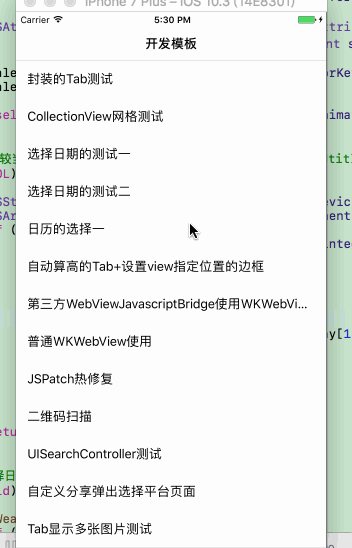 iPhone 7 Plus – iOS 10.3 (14E8301)
Carrier 5:30 PM
开发模板
封装的Tab测试
CollectionView网格测试
选择日期的测试一
选择日期的测试二
日历的选择一
自动算高的Tab+设置view指定位置的边框
第三方WebViewJavascriptBridge使用WKWebVi...
普通WKWebView使用
JSPatch热修复
二维码扫描
UISearchController测试
自定义分享弹出选择平台页面
Tab显示多张图片测试